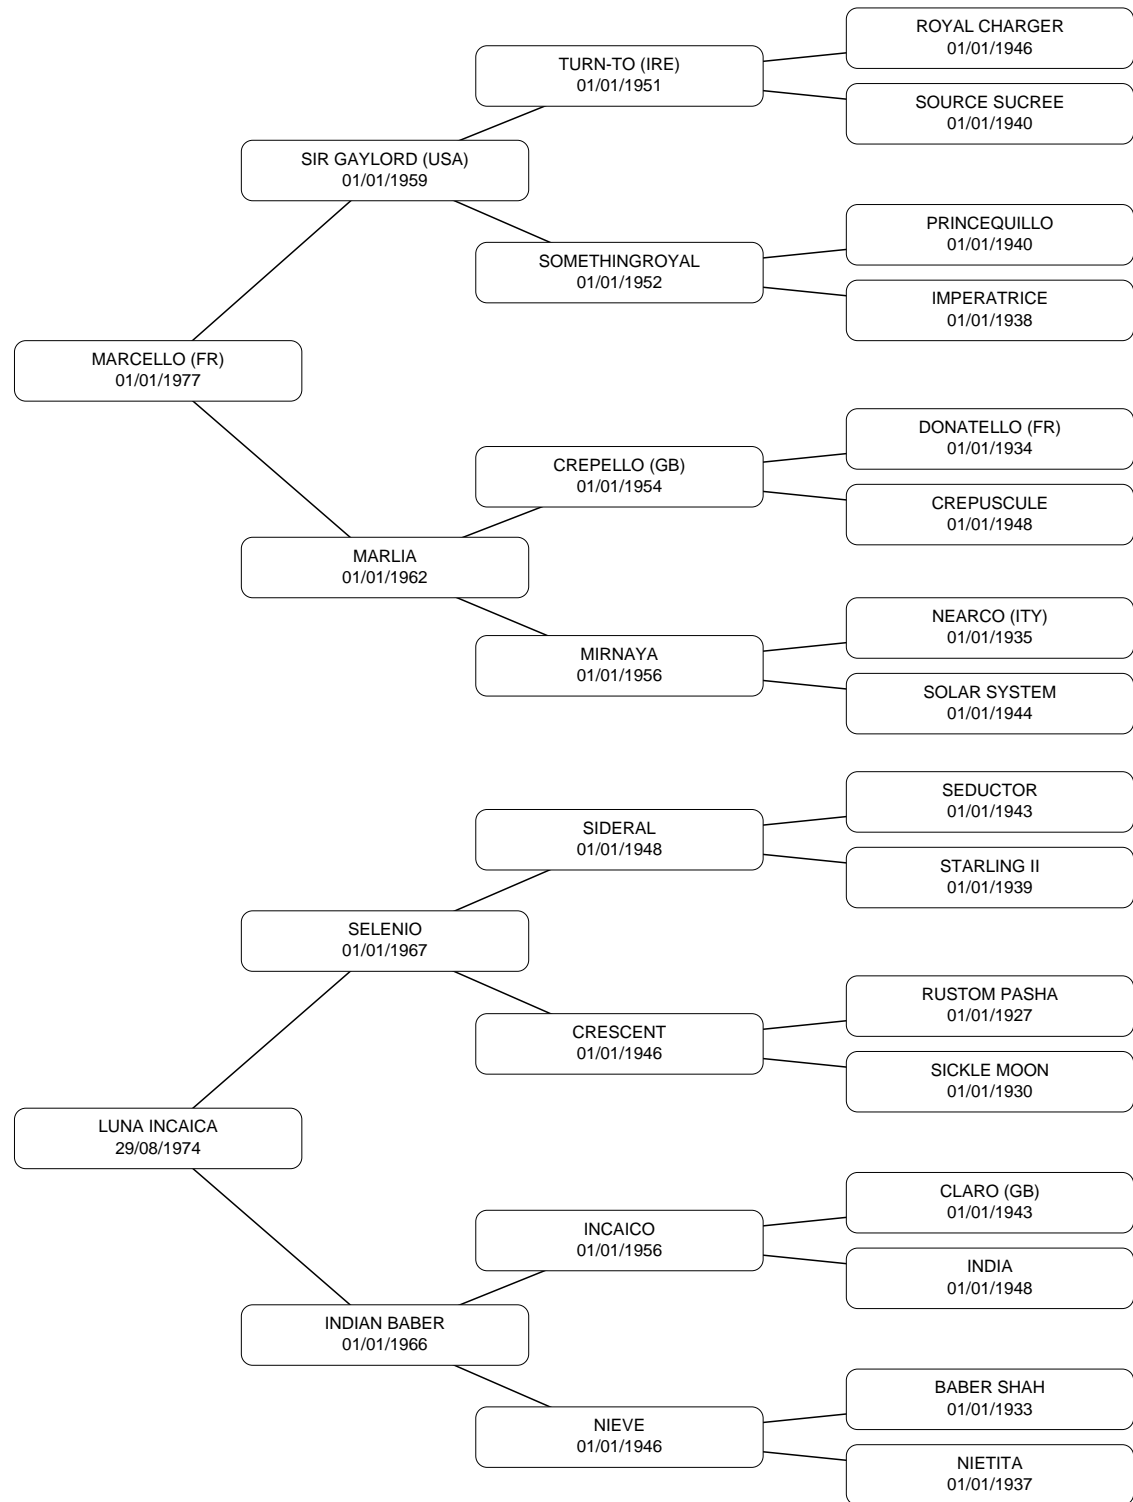 ROYAL CHARGER
01/01/1946
TURN-TO (IRE)
01/01/1951
SOURCE SUCREE
01/01/1940
SIR GAYLORD (USA)
01/01/1959
PRINCEQUILLO
01/01/1940
SOMETHINGROYAL
01/01/1952
IMPERATRICE
01/01/1938
MARCELLO (FR)
01/01/1977
DONATELLO (FR)
01/01/1934
CREPELLO (GB)
01/01/1954
CREPUSCULE
01/01/1948
MARLIA
01/01/1962
NEARCO (ITY)
01/01/1935
MIRNAYA
01/01/1956
SOLAR SYSTEM
01/01/1944
SEDUCTOR
01/01/1943
SIDERAL
01/01/1948
STARLING II
01/01/1939
SELENIO
01/01/1967
RUSTOM PASHA
01/01/1927
CRESCENT
01/01/1946
SICKLE MOON
01/01/1930
LUNA INCAICA
29/08/1974
CLARO (GB)
01/01/1943
INCAICO
01/01/1956
INDIA
01/01/1948
INDIAN BABER
01/01/1966
BABER SHAH
01/01/1933
NIEVE
01/01/1946
NIETITA
01/01/1937